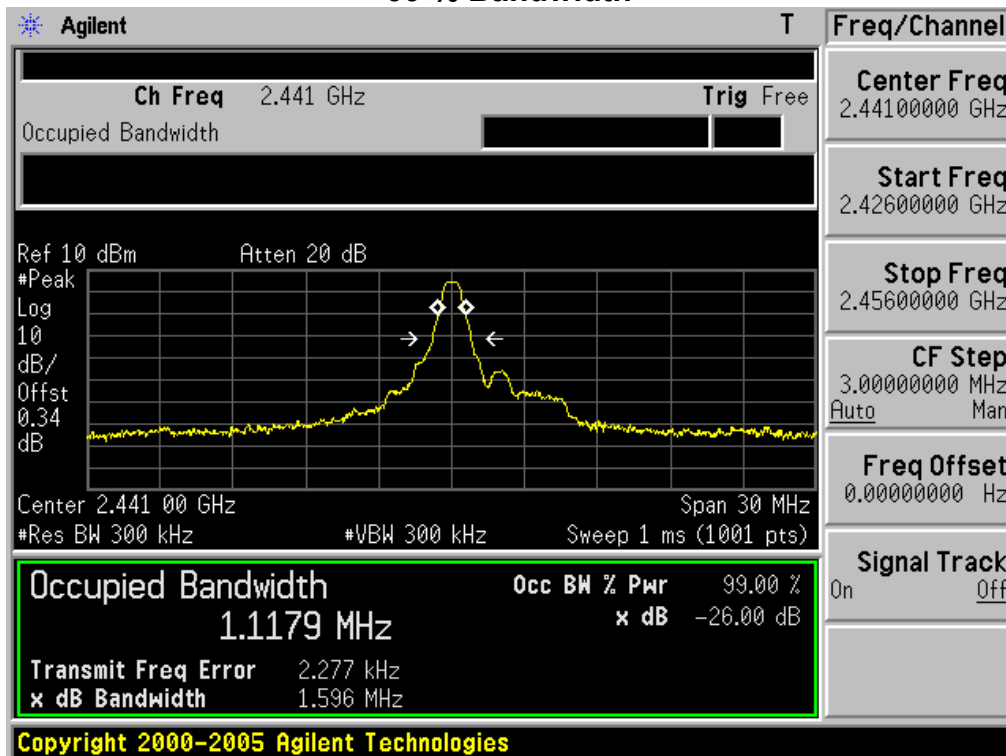 Agilent T
Freq/Channel
Ch Freq 2.441 GHz Trig Free
Occupied Bandwidth
Center Freq
2.44100000 GHz
Start Freq
2.42600000 GHz
Stop Freq
2.45600000 GHz
CF Step
3.00000000 MHz
Auto Man
Freq Offset
0.00000000 Hz
Signal Track
On Off
Ref 10 dBm Atten 20 dB
#Peak
Log
10
dB/
Offst
0.34
dB
Center 2.441 00 GHz Span 30 MHz
#Res BW 300 kHz #VBW 300 kHz Sweep 1 ms (1001 pts)
Occupied Bandwidth Occ BW % Pwr 99.00 %
1.1179 MHz x dB -26.00 dB
Transmit Freq Error 2.277 kHz
x dB Bandwidth 1.596 MHz
Copyright 2000-2005 Agilent Technologies